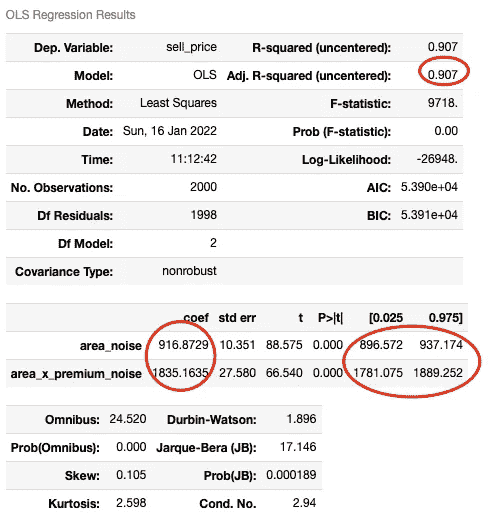 OLS Regression Results
Dep. Variable: sell_price R-squared (uncentered): 0.907
Model: OLS Adj. R-squared (uncentered): 0.907
Method: Least Squares F-statistic: 9718.
Date: Sun, 16 Jan 2022 Prob (F-statistic): 0.00
Time: 11:12:42 Log-Likelihood: -26948.
No. Observations: 2000 AIC: 5.390e+04
Df Residuals: 1998 BIC: 5.391e+04
Df Model: 2
Covariance Type: nonrobust
coef std err t P>|t| [0.025 0.975]
area_noise 916.8729 10.351 88.575 0.000 896.572 937.174
area_x_premium_noise 1835.1635 27.580 66.540 0.000 1781.075 1889.252
Omnibus: 24.520 Durbin-Watson: 1.896
Prob(Omnibus): 0.000 Jarque-Bera (JB): 17.146
Skew: 0.105 Prob(JB): 0.000189
Kurtosis: 2.598 Cond. No. 2.94